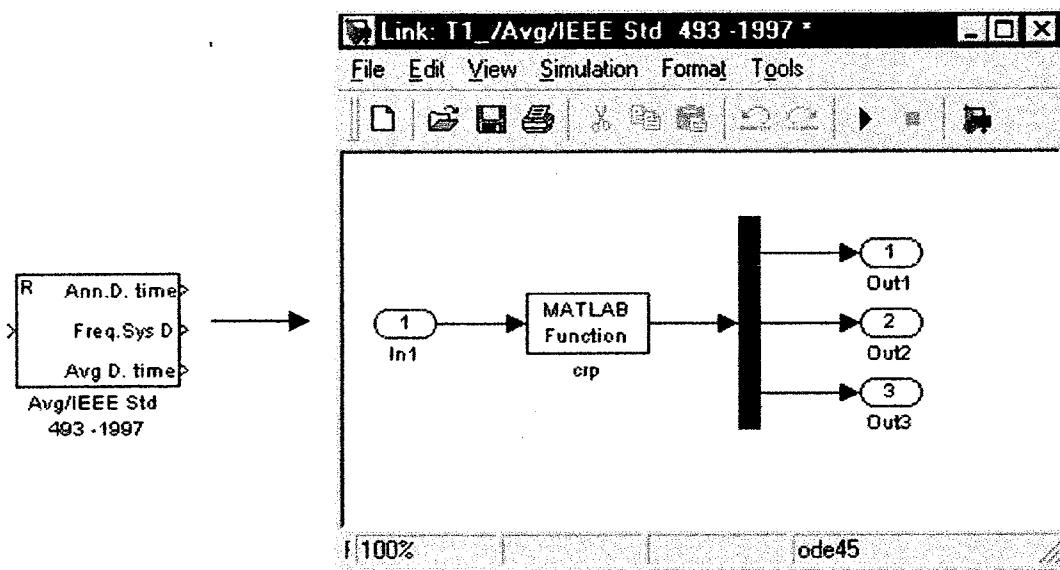 Link: T1_/Avg/IEEE Std 493 -1997 *
File Edit View Simulation Format Tools
R
Ann.D. time
Freq.Sys D
Avg D. time
Avg/IEEE Std
493 -1997
1
In1
MATLAB
Function
crp
1
Out1
2
Out2
3
Out3
100%
ode45